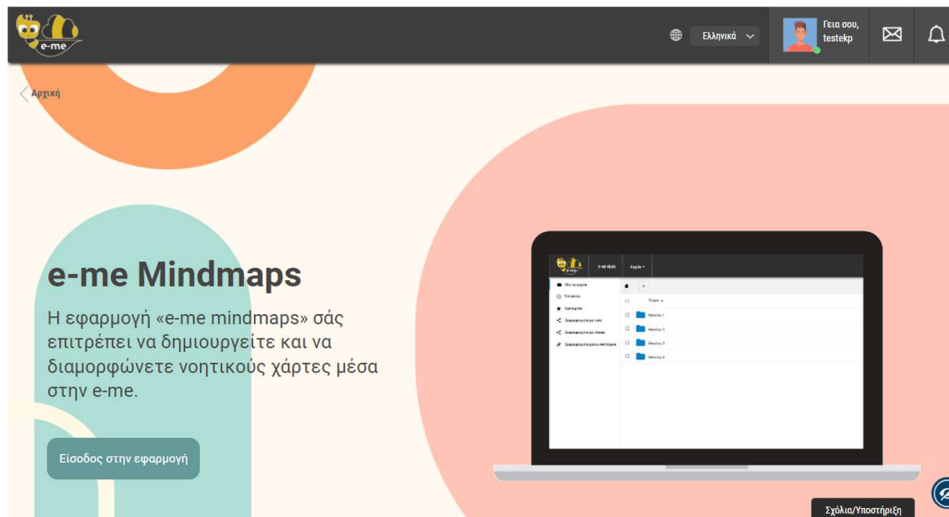 e-me
Ελληνικά
Γεια σου,
testekp
Αρχική
e-me Mindmaps
Η εφαρμογή «e-me mindmaps» σάς
επιτρέπει να δημιουργείτε και να
διαμορφώνετε νοητικούς χάρτες μέσα
στην e-me.
Είσοδος στην εφαρμογή
Σχόλια/Υποστήριξη